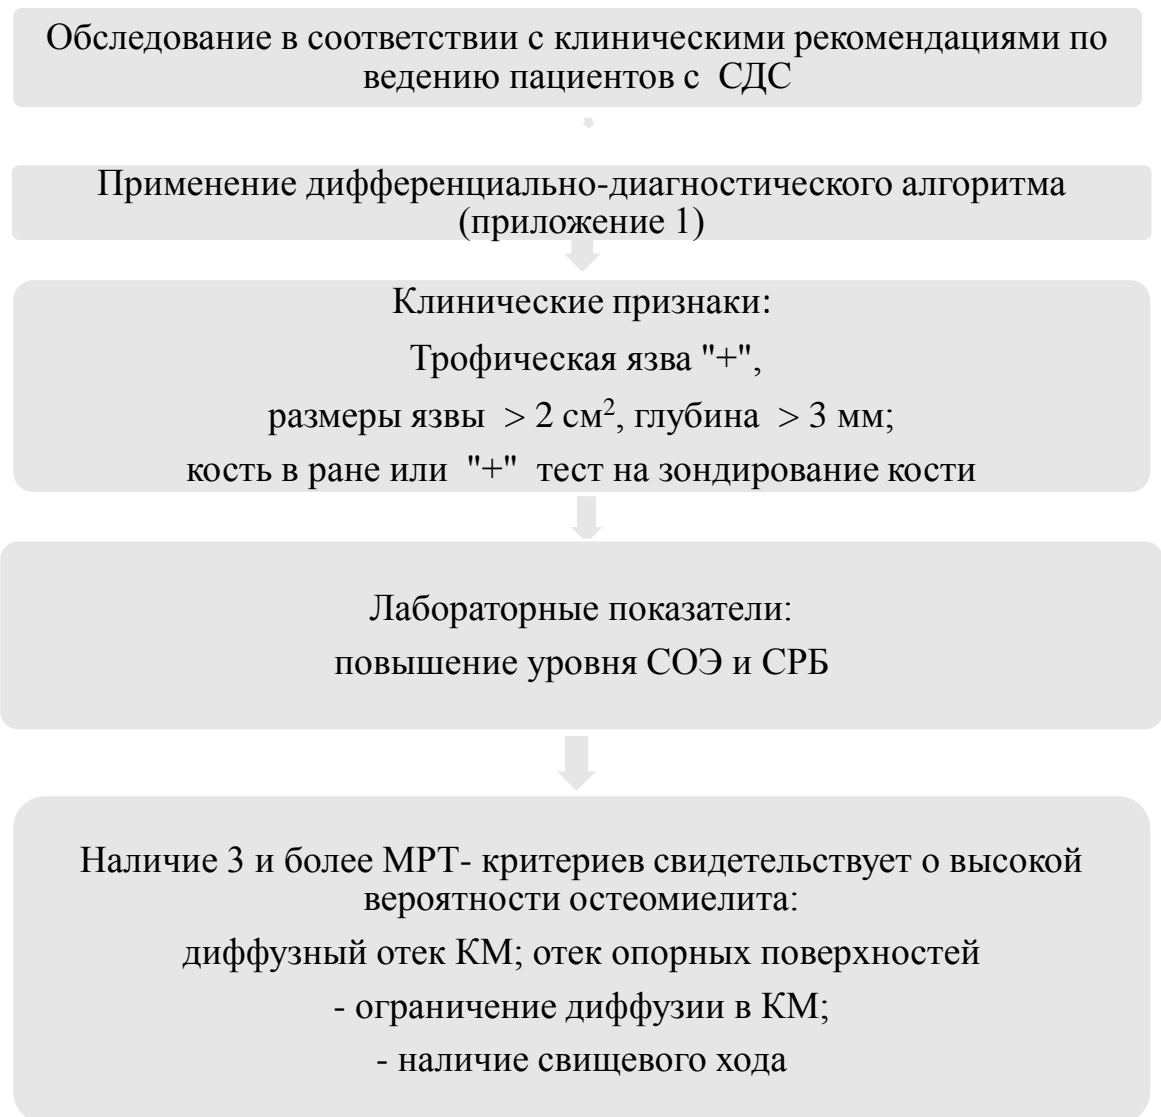 Обследование в соответствии с клиническими рекомендациями по
ведению пациентов с СДС
Применение дифференциально-диагностического алгоритма
(приложение 1)
Клинические признаки:
Трофическая язва "+",
размеры язвы > 2 см², глубина > 3 мм;
кость в ране или "+" тест на зондирование кости
Лабораторные показатели:
повышение уровня СОЭ и СРБ
Наличие 3 и более МРТ- критериев свидетельствует о высокой
вероятности остеомиелита:
диффузный отек КМ; отек опорных поверхностей
- ограничение диффузии в КМ;
- наличие свищевого хода